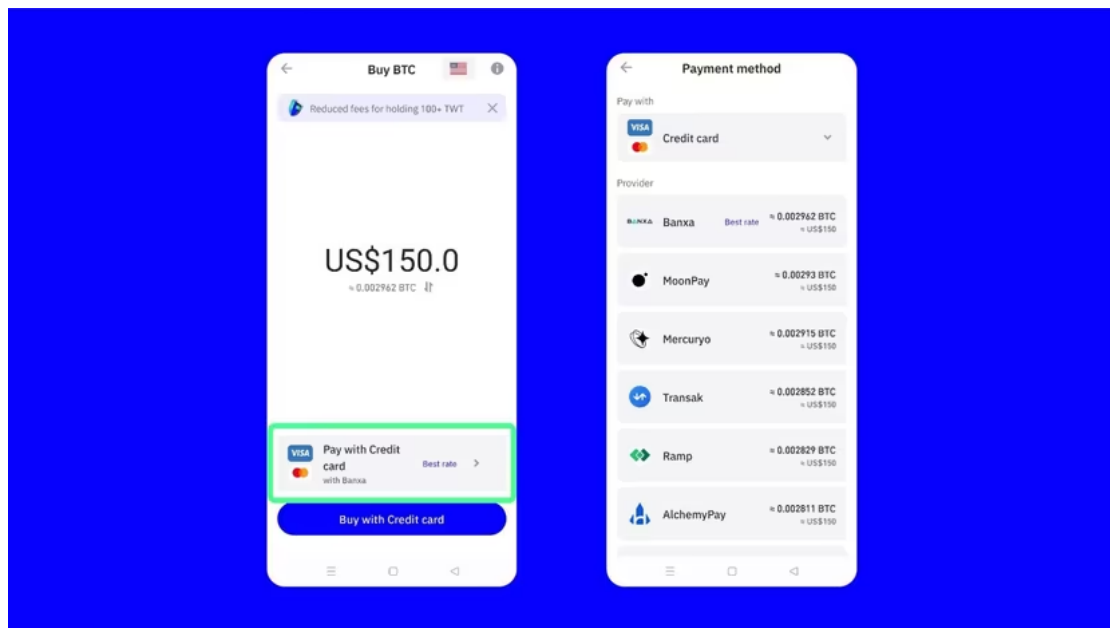 Buy BTC
Reduced fees for holding 100+ TWT
US$150.0
≈ 0.002962 BTC
VISA
Pay with Credit
card
with Banxa
Best rate
Buy with Credit card
Payment method
Pay with
VISA
Credit card
Provider
BANXA
Banxa
Best rate
≈ 0.002962 BTC
≈ US$150
MoonPay
≈ 0.00293 BTC
≈ US$150
Mercuryo
≈ 0.002915 BTC
≈ US$150
Transak
≈ 0.002852 BTC
≈ US$150
Ramp
≈ 0.002829 BTC
≈ US$150
AlchemyPay
≈ 0.002811 BTC
≈ US$150